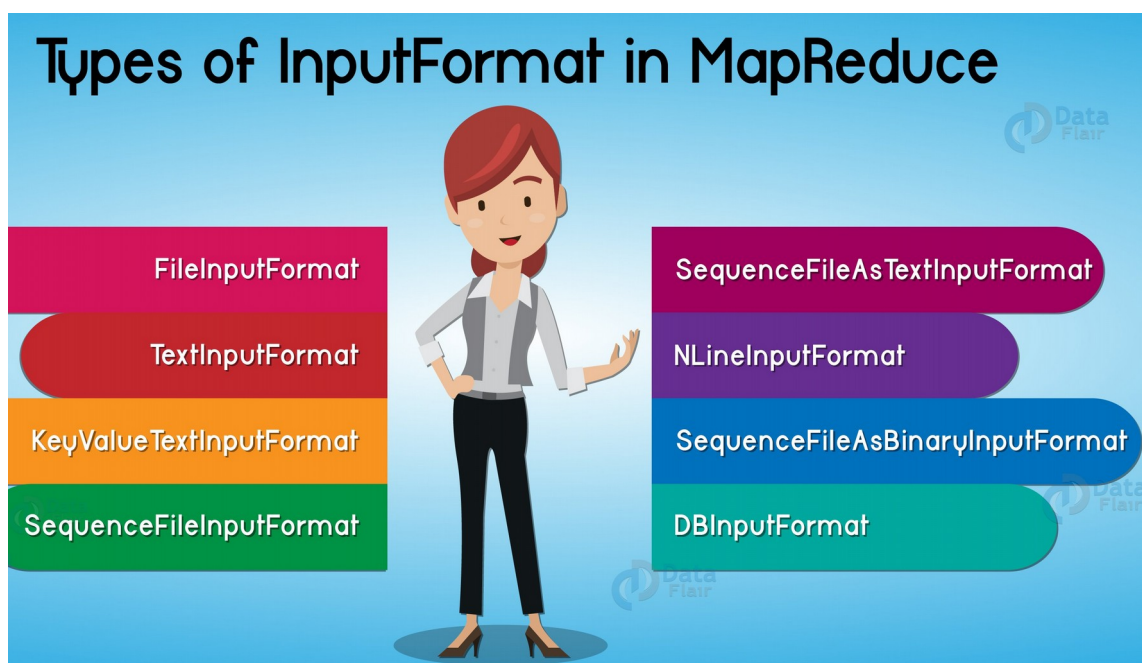 Types of InputFormat in MapReduce
Data
Flair
FileInputFormat
TextInputFormat
KeyValueTextInputFormat
SequenceFileInputFormat
SequenceFileAsTextInputFormat
NLineInputFormat
SequenceFileAsBinaryInputFormat
DBInputFormat
Data
Flair
Data
Flair